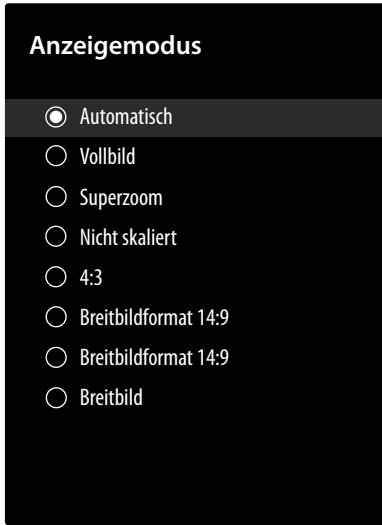 Anzeigemodus
Automatisch
Vollbild
Superzoom
Nicht skaliert
4:3
Breitbildformat 14:9
Breitbildformat 14:9
Breitbild